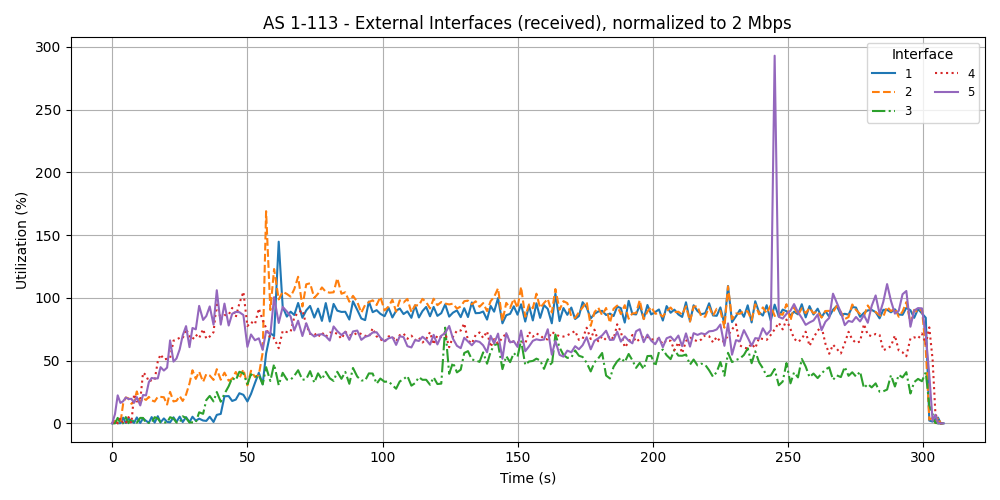 AS 1-113 - External Interfaces (received), normalized to 2 Mbps
Utilization (%)
300
250
200
150
100
50
0
0 50 100 150 200 250 300
Time (s)
Interface
1 4
2 5
3